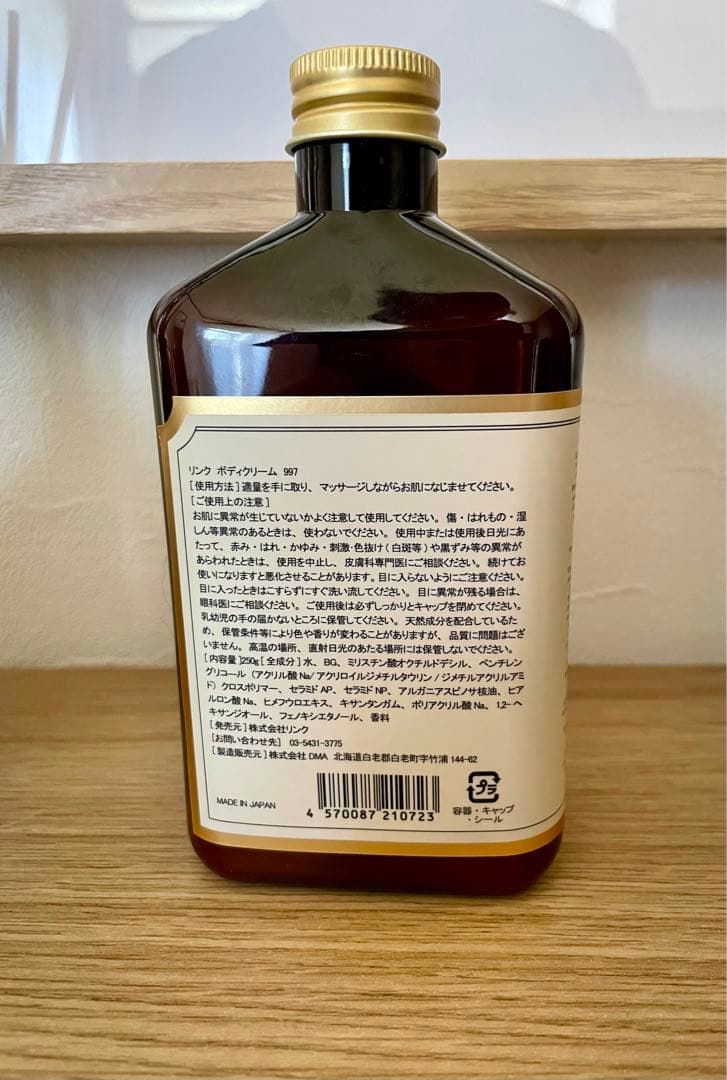 リンク ボディクリーム 997
[使用方法]適量を手に取り、マッサージしながらお肌になじませてください。
[ご使用上の注意]
お肌に異常が生じていないかよく注意して使用してください。傷・はれもの・湿
しん等異常のあるときは、使わないでください。使用中または使用後日光にあ
たって、赤み・はれ・かゆみ・刺激・色抜け(白斑等)や黒ずみ等の異常が
あらわれたときは、使用を中止し、皮膚科専門医にご相談ください。続けてお
使いになりますと悪化させることがあります。目に入らないようにご注意ください。
目に入ったときはこすらずにすぐ洗い流してください。目に異常が残る場合は、
眼科医にご相談ください。ご使用後は必ずしっかりとキャップを閉めてください。
乳幼児の手の届かないところに保管してください。天然成分を配合しているた
め、保管条件等により色や香りが変わることがありますが、品質に問題はござ
いません。高温の場所、直射日光のあたる場所には保管しないでください。
[内容量]250g[全成分]水、BG、ミリスチン酸オクチルドデシル、ペンチレン
グリコール(アクリル酸Na/アクリロイルジメチルタウリン/ジメチルアクリルアミ
ド)クロスポリマー、セラミドAP、セラミドNP、アルガニアスピノサ核油、ヒア
ルロン酸Na、ヒメフウロエキス、キサンタンガム、ポリアクリル酸Na、1,2-ヘ
キサンジオール、フェノキシエタノール、香料
[発売元]株式会社リンク
[お問い合わせ先] 03-5431-3775
[製造販売元]株式会社DMA 北海道白老郡白老町字竹浦144-62
MADE IN JAPAN
4 570087 210723
プラ
容器・キャップ
・シール